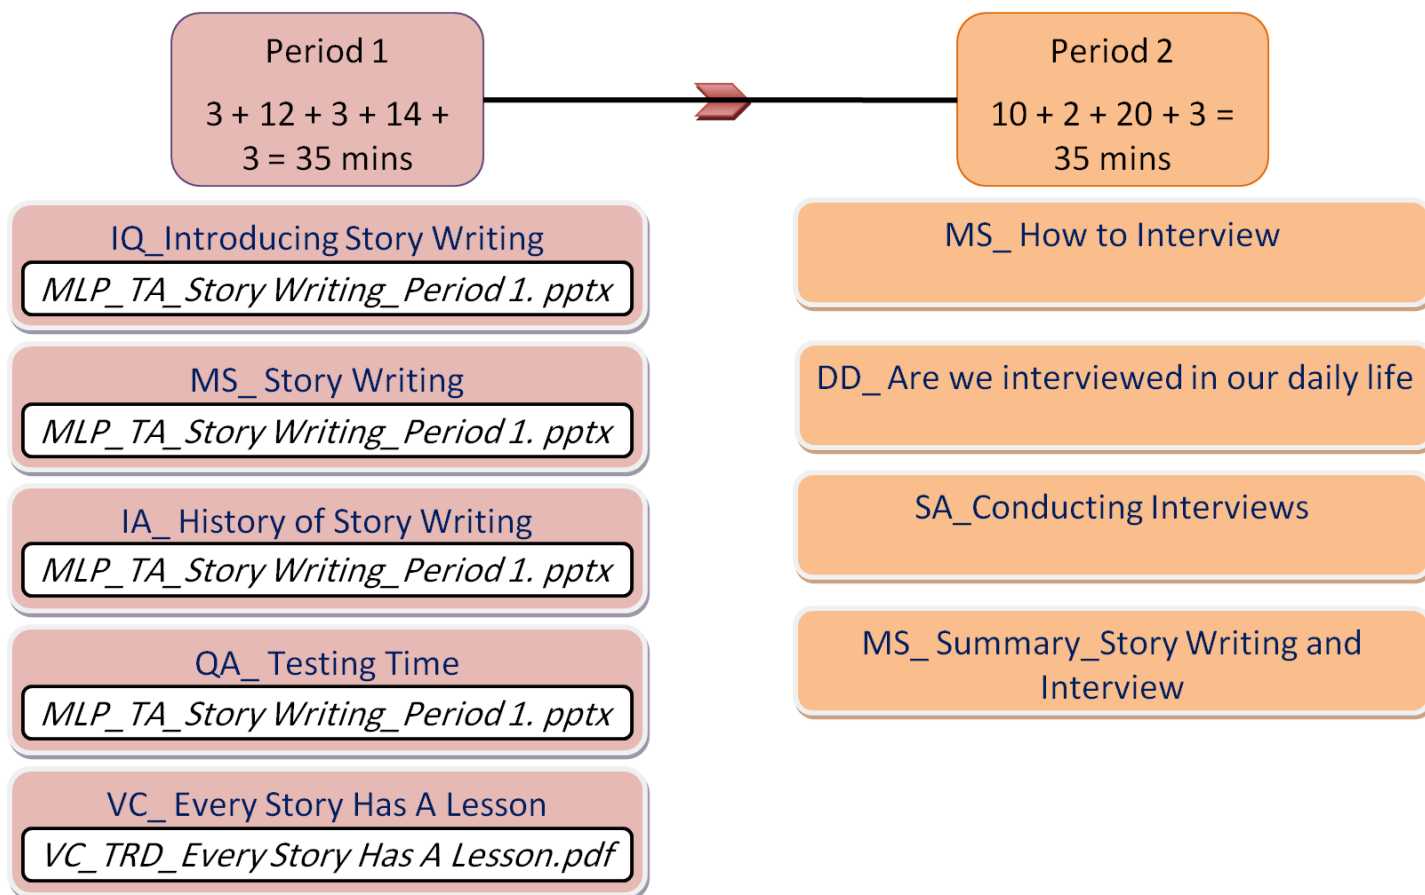 Period 1
3 + 12 + 3 + 14 +
3 = 35 mins
IQ_Introducing Story Writing
MLP_TA_Story Writing_Period 1. pptx
MS_ Story Writing
MLP_TA_Story Writing_Period 1. pptx
IA_ History of Story Writing
MLP_TA_Story Writing_Period 1. pptx
QA_ Testing Time
MLP_TA_Story Writing_Period 1. pptx
VC_ Every Story Has A Lesson
VC_TRD_Every Story Has A Lesson.pdf
Period 2
10 + 2 + 20 + 3 =
35 mins
MS_ How to Interview
DD_ Are we interviewed in our daily life
SA_Conducting Interviews
MS_ Summary_Story Writing and
Interview